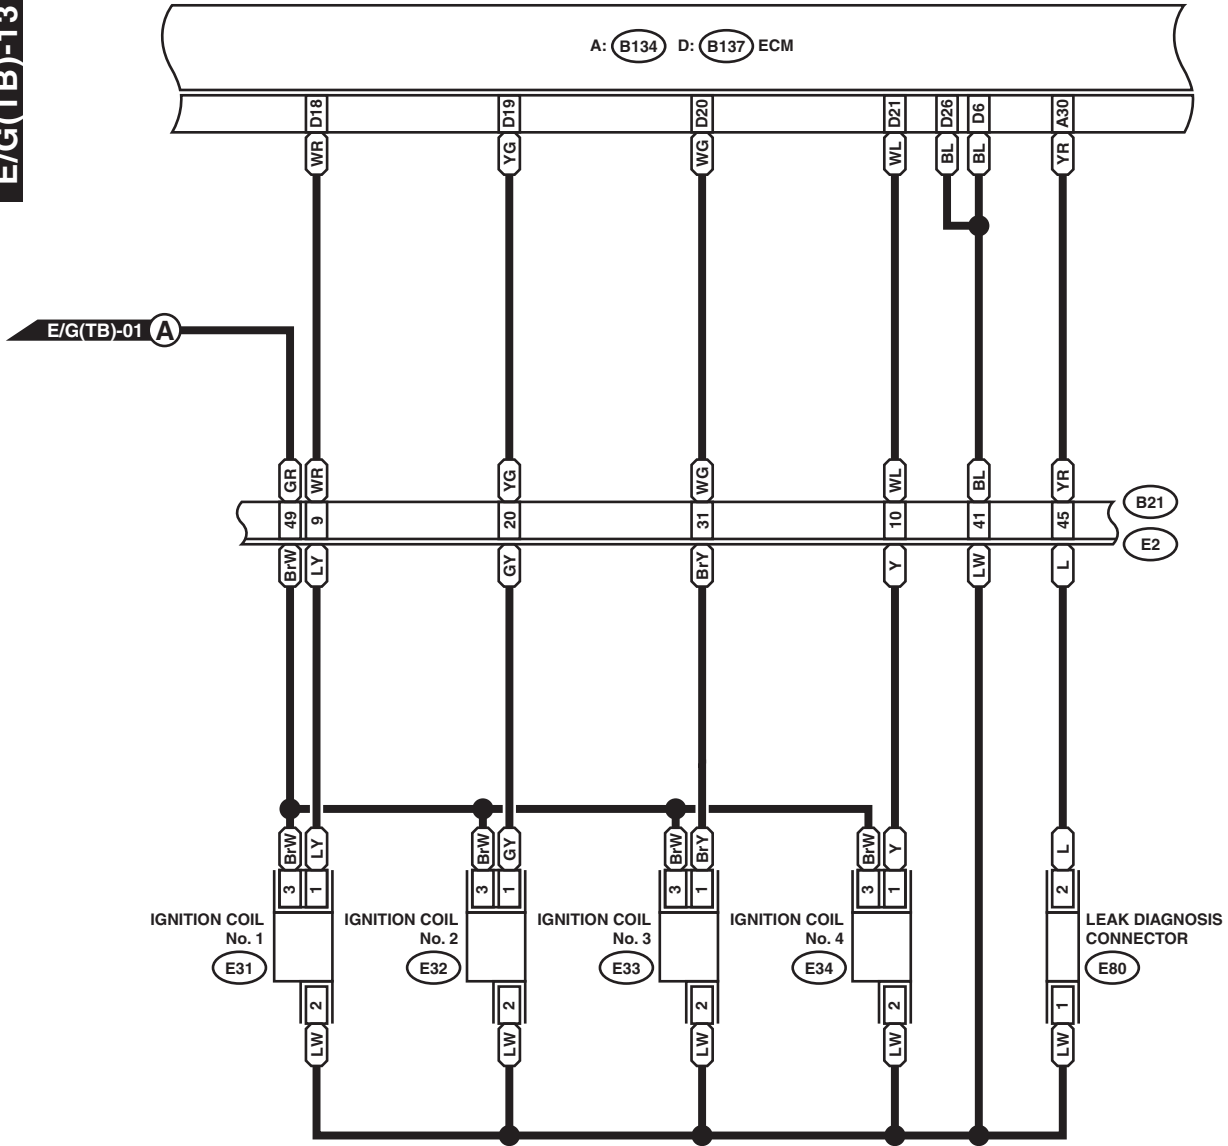 E/G(TB)-13
A: B134 D: B137 ECM
D18 D19 D20 D21 D26 D6 A30
WR YG WG WL BL BL YR
E/G(TB)-01 A
GR WR YG WG WL BL YR
49 9 20 31 10 41 45 B21
E2
BrW LY GY BrY Y LW L
BrW LY BrW GY BrW BrY BrW Y L
3 1 3 1 3 1 3 1 2
IGNITION COIL
No. 1
E31
IGNITION COIL
No. 2
E32
IGNITION COIL
No. 3
E33
IGNITION COIL
No. 4
E34
LEAK DIAGNOSIS
CONNECTOR
E80
2 2 2 2 1
LW LW LW LW LW